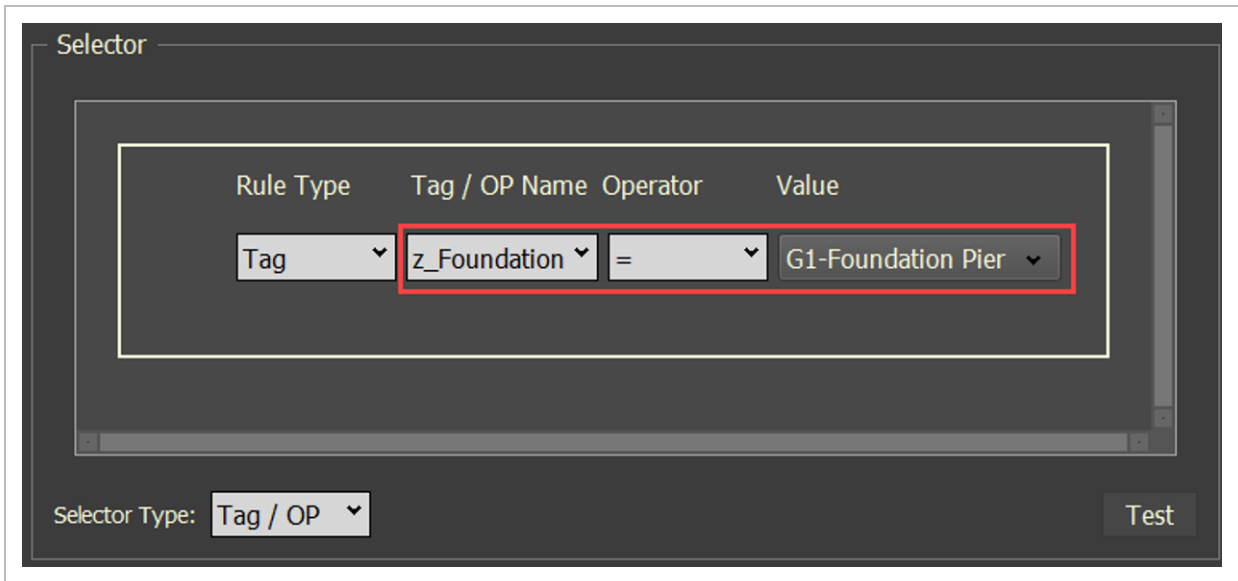 Selector
Rule Type Tag / OP Name Operator Value
Tag z_Foundation = G1-Foundation Pier
Selector Type: Tag / OP Test